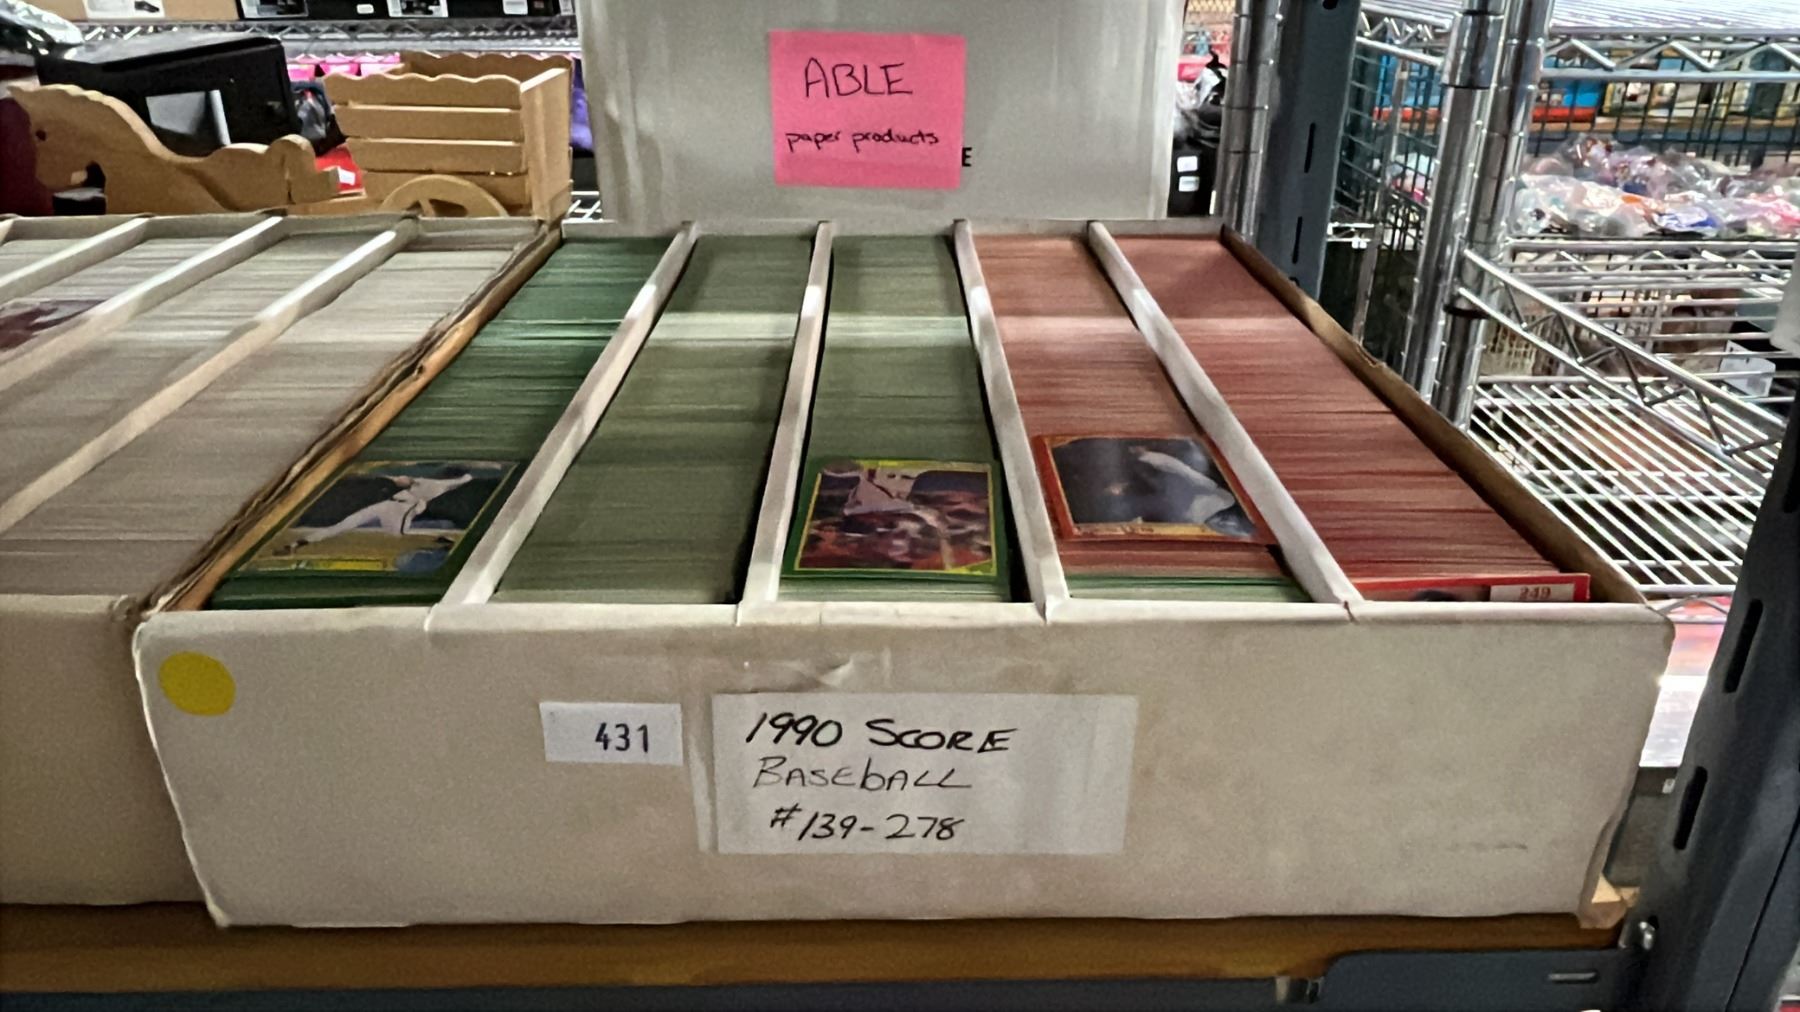 ABLE
paper products
E
249
431
1990 SCORE
BASEbALL
#139-278